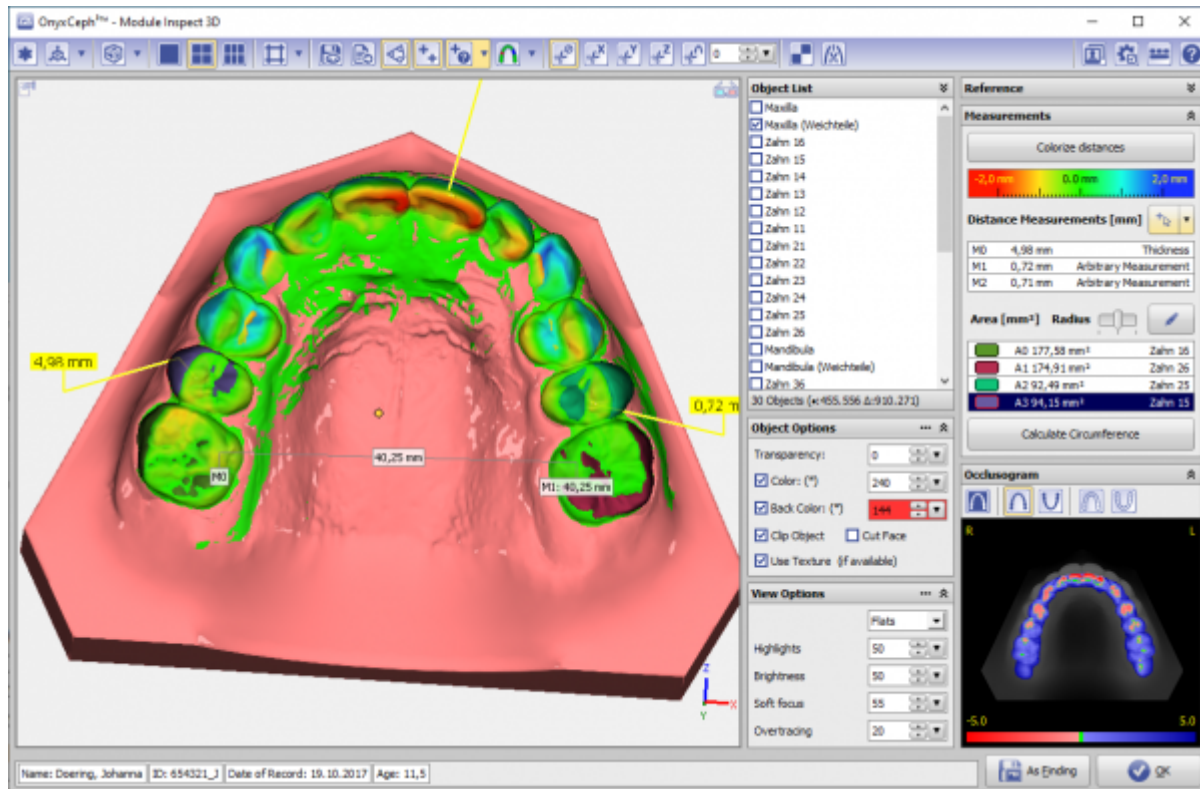 OnyxCeph³™ - Module Inspect 3D
0
4,98 mm
0,72 m
40,25 mm
M0
M1: 40,25 mm
Z
X
Y
Object List
Maxilla
Maxilla (Weichteile)
Zahn 16
Zahn 15
Zahn 14
Zahn 13
Zahn 12
Zahn 11
Zahn 21
Zahn 22
Zahn 23
Zahn 24
Zahn 25
Zahn 26
Mandibula
Mandibula (Weichteile)
Zahn 36
30 Objects (•:455.556 Δ:910.271)
Object Options
Transparency: 0
Color: (*) 240
Back Color: (*) 144
Clip Object Cut Face
Use Texture (if available)
View Options
Flats
Highlights 50
Brightness 50
Soft focus 55
Overtracing 20
Reference
Measurements
Colorize distances
-2,0 mm 0.0 mm 2,0 mm
Distance Measurements [mm]
M0 4,98 mm Thickness
M1 0,72 mm Arbitrary Measurement
M2 0,71 mm Arbitrary Measurement
Area [mm²] Radius
A0 177,58 mm² Zahn 16
A1 174,91 mm² Zahn 26
A2 92,49 mm² Zahn 25
A3 94,15 mm² Zahn 15
Calculate Circumference
Occlusogram
R L
-5.0 5.0
Name: Doering, Johanna ID: 654321_1 Date of Record: 19.10.2017 Age: 11,5
As Finding
OK